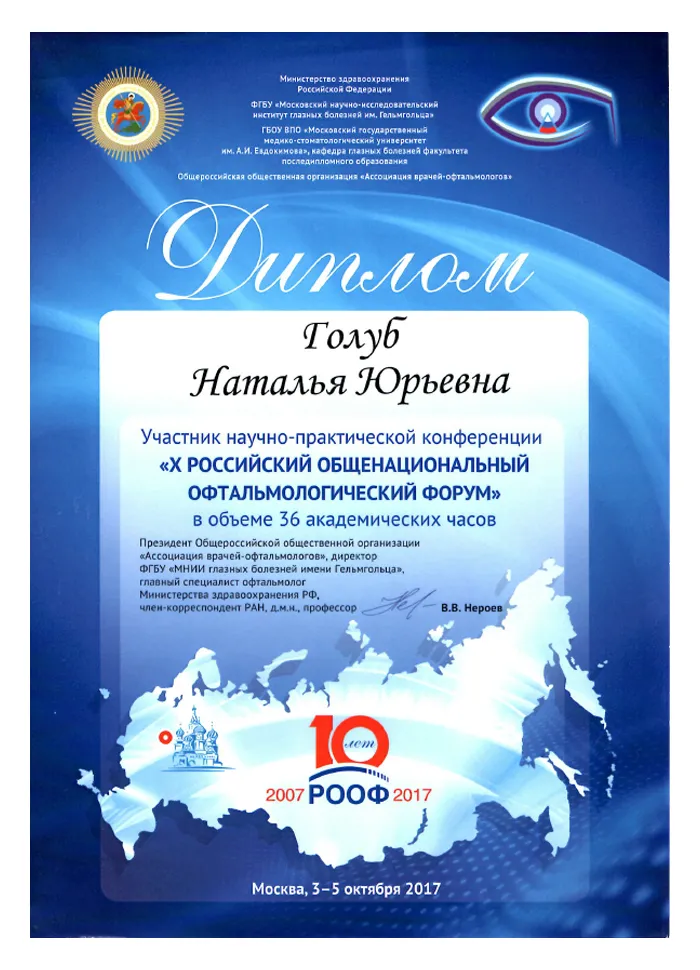 Министерство здравоохранения
Российской Федерации
ФГБУ «Московский научно-исследовательский
институт глазных болезней им. Гельмгольца»
ГБОУ ВПО «Московский государственный
медико-стоматологический университет
им. А.И. Евдокимова», кафедра глазных болезней факультета
последипломного образования
Общероссийская общественная организация «Ассоциация врачей-офтальмологов»
Диплом
Голуб
Наталья Юрьевна
Участник научно-практической конференции
«X РОССИЙСКИЙ ОБЩЕНАЦИОНАЛЬНЫЙ
ОФТАЛЬМОЛОГИЧЕСКИЙ ФОРУМ»
в объеме 36 академических часов
Президент Общероссийской общественной организации
«Ассоциация врачей-офтальмологов», директор
ФГБУ «МНИИ глазных болезней имени Гельмгольца»,
главный специалист офтальмолог
Министерства здравоохранения РФ,
член-корреспондент РАН, д.м.н., профессор В.В. Нероев
10
лет
2007 РООФ 2017
Москва, 3–5 октября 2017